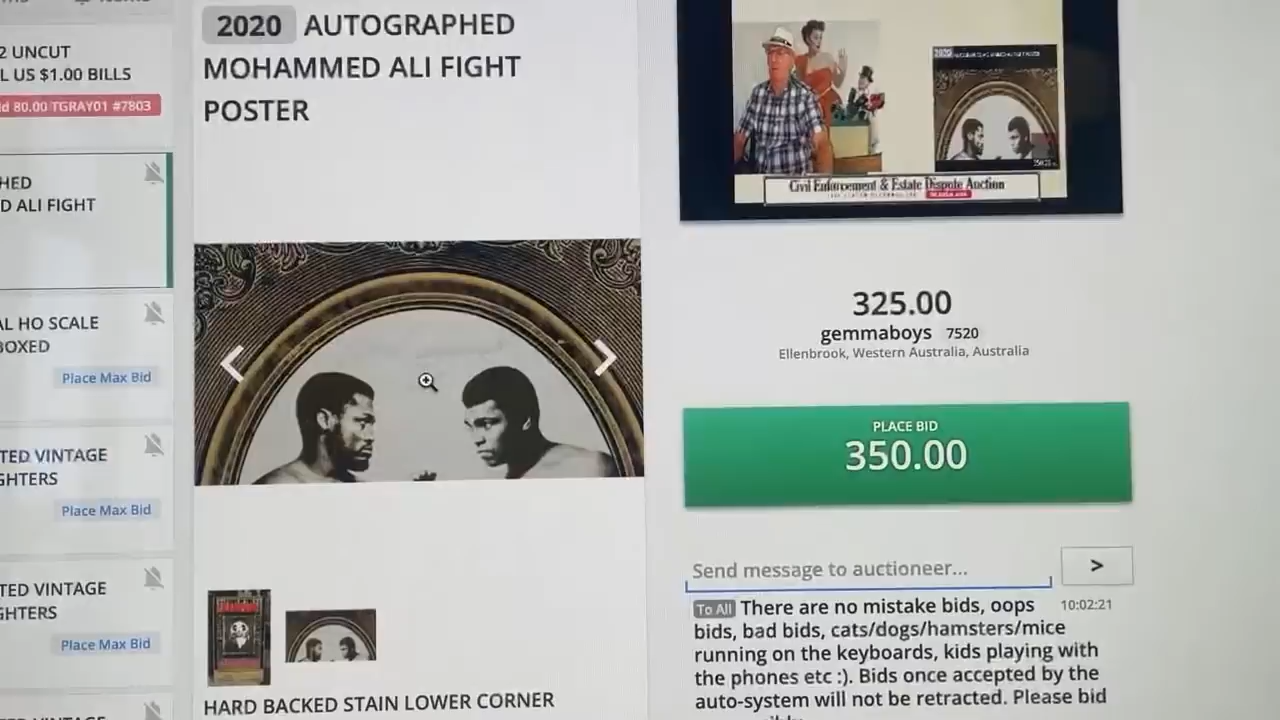 2 UNCUT
L US $1.00 BILLS
80.00 TGRAY01 #7803
HED
D ALI FIGHT
AL HO SCALE
BOXED
Place Max Bid
TED VINTAGE
GHTERS
Place Max Bid
TED VINTAGE
GHTERS
Place Max Bid
2020 AUTOGRAPHED
MOHAMMED ALI FIGHT
POSTER
HARD BACKED STAIN LOWER CORNER
Civil Enforcement & Estate Dispute Auction
325.00
gemmaboys 7520
Ellenbrook, Western Australia, Australia
PLACE BID
350.00
Send message to auctioneer...
>
To All There are no mistake bids, oops 10:02:21
bids, bad bids, cats/dogs/hamsters/mice
running on the keyboards, kids playing with
the phones etc :). Bids once accepted by the
auto-system will not be retracted. Please bid